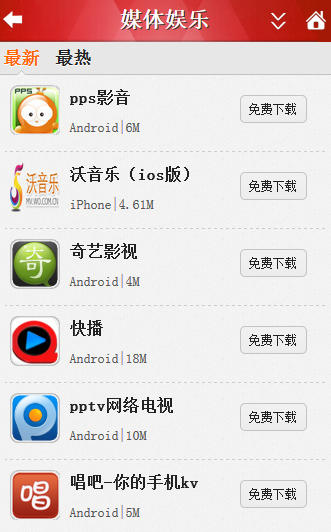 媒体娱乐
最新 最热
PPS
pps影音
免费下载
Android|6M
沃音乐
MV.WO.COM.CN
沃音乐（ios版）
免费下载
iPhone|4.61M
奇
奇艺影视
免费下载
Android|4M
快播
免费下载
Android|18M
pptv网络电视
免费下载
Android|10M
唱
唱吧-你的手机kv
免费下载
Android|5M